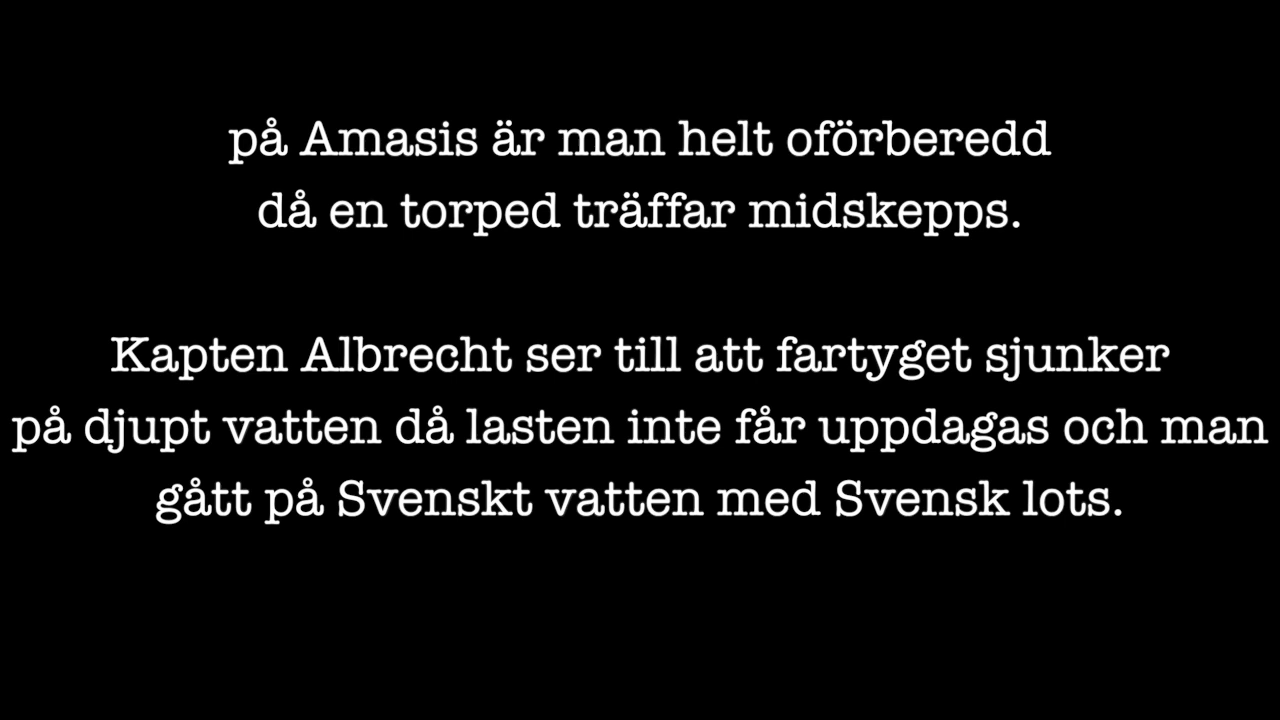 på Amasis är man helt oförberedd
då en torped träffar midskepps.
Kapten Albrecht ser till att fartyget sjunker
på djupt vatten då lasten inte får uppdagas och man
gått på Svenskt vatten med Svensk lots.